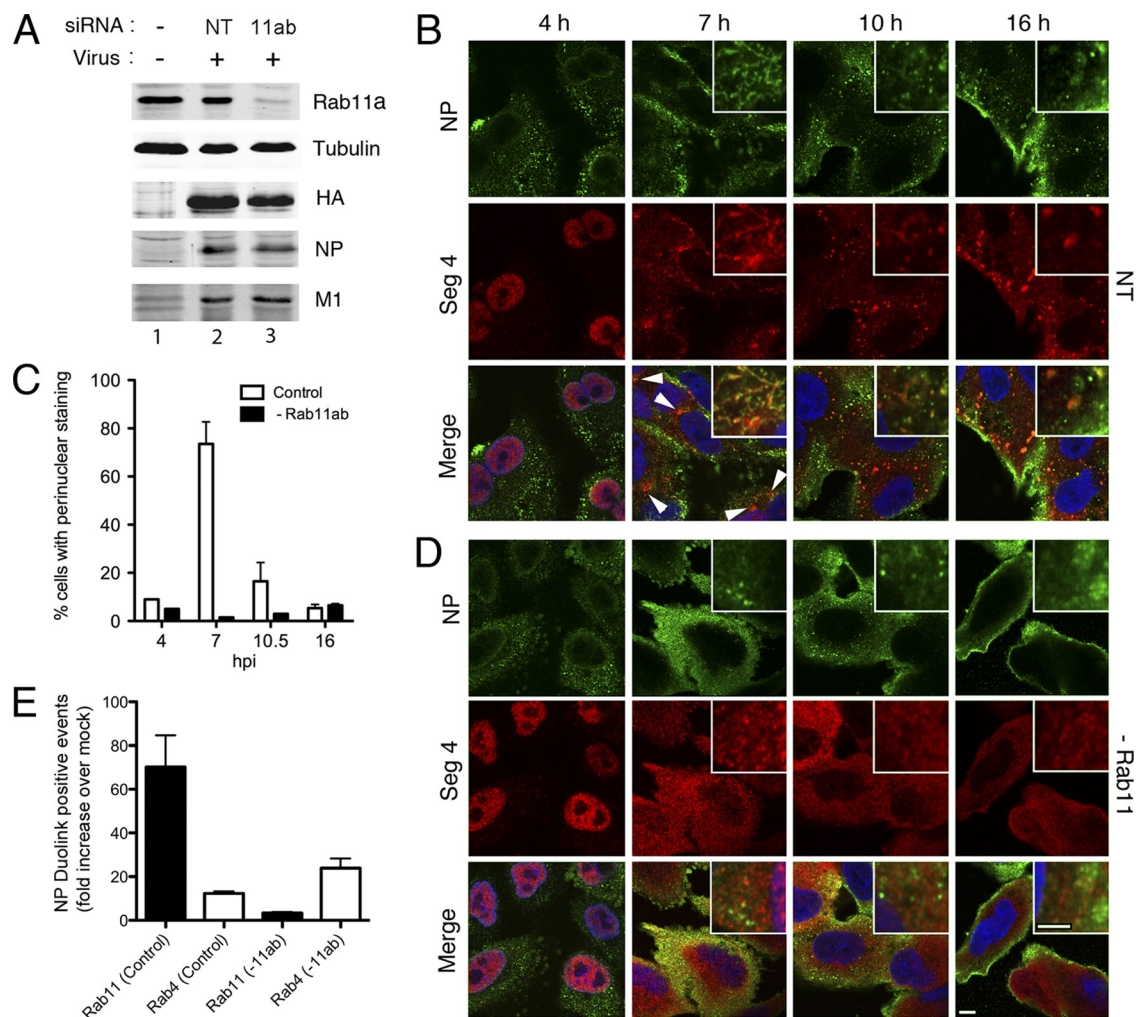 A
siRNA : - NT 11ab
Virus : - + +
Rab11a
Tubulin
HA
NP
M1
1 2 3
B
4 h 7 h 10 h 16 h
NP
Seg 4
Merge
NT
C
% cells with perinuclear staining
100
80
60
40
20
0
Control
- Rab11ab
4 7 10.5 16
hpi
D
NP
Seg 4
Merge
- Rab11
E
NP Duolink positive events
(fold increase over mock)
100
80
60
40
20
0
Rab11 (Control)
Rab4 (Control)
Rab11 (-11ab)
Rab4 (-11ab)